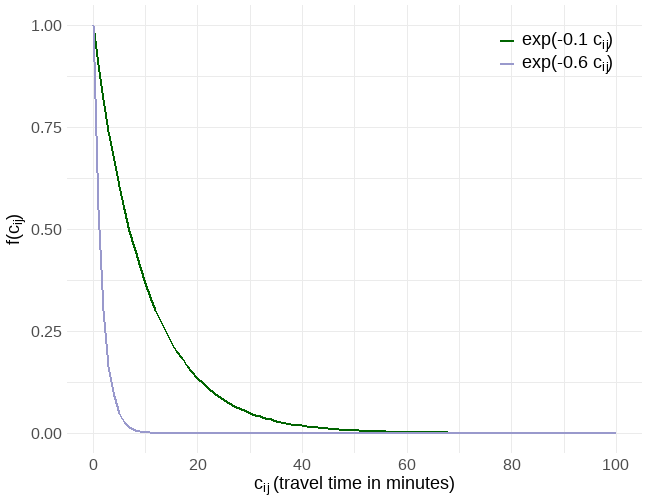 1.00
0.75
0.50
0.25
0.00
f(cij)
exp(-0.1 cij)
exp(-0.6 cij)
0 20 40 60 80 100
cij (travel time in minutes)